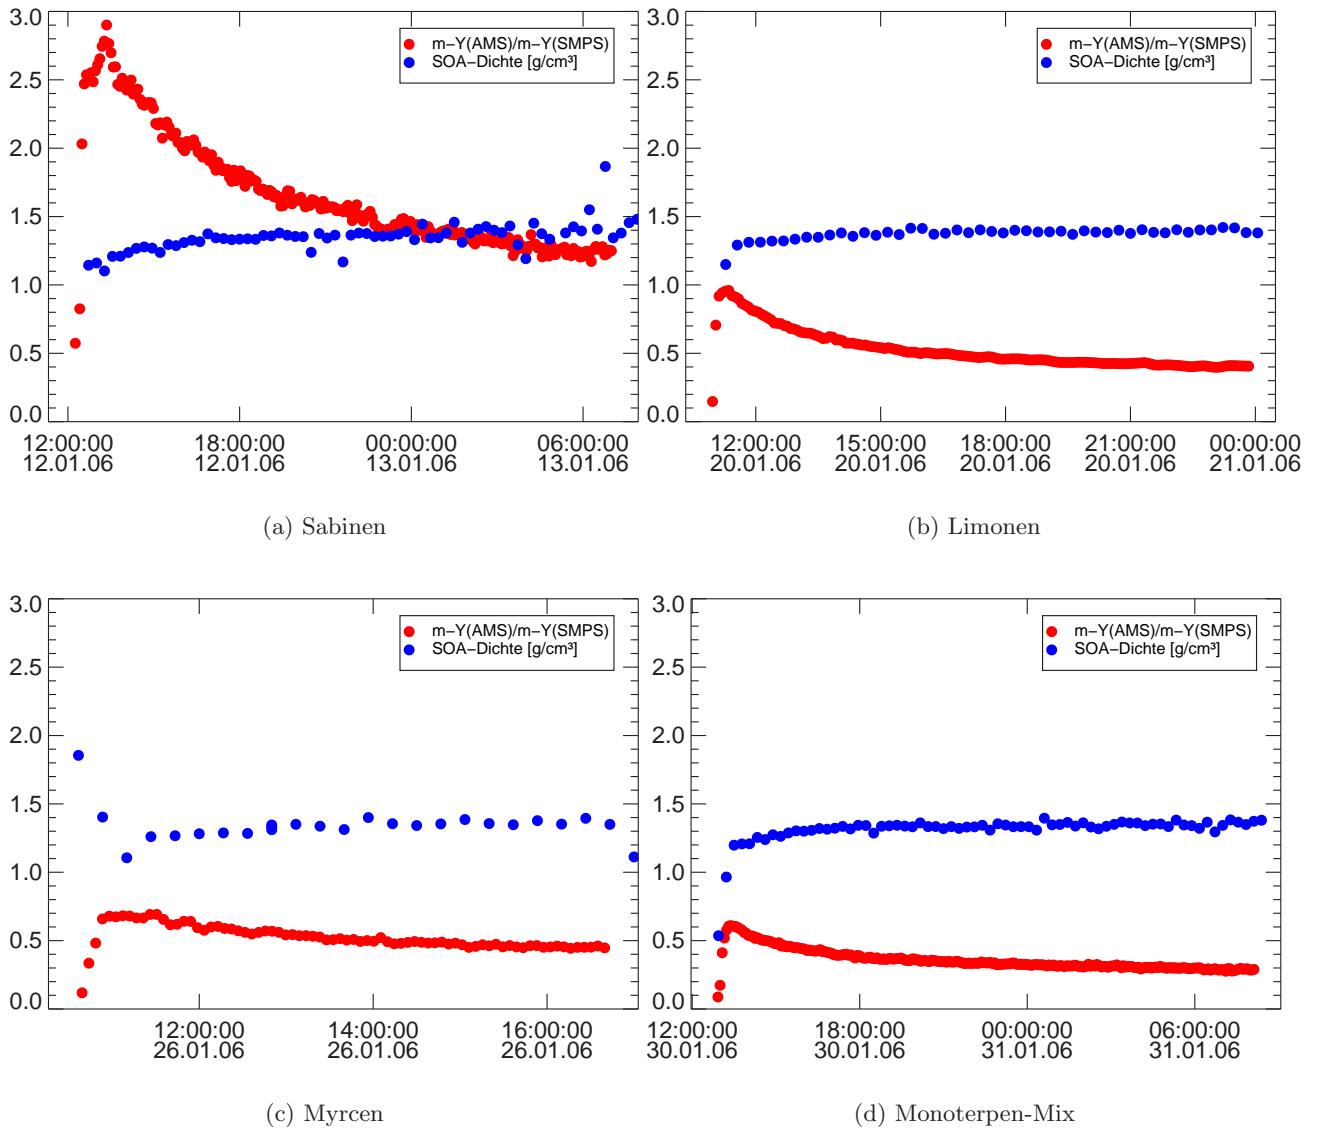 3.0
2.5
2.0
1.5
1.0
0.5
0.0
m-Y(AMS)/m-Y(SMPS)
SOA-Dichte [g/cm³]
12:00:00 18:00:00 00:00:00 06:00:00
12.01.06 12.01.06 13.01.06 13.01.06
(a) Sabinen
3.0
2.5
2.0
1.5
1.0
0.5
0.0
m-Y(AMS)/m-Y(SMPS)
SOA-Dichte [g/cm³]
12:00:00 15:00:00 18:00:00 21:00:00 00:00:00
20.01.06 20.01.06 20.01.06 20.01.06 21.01.06
(b) Limonen
3.0
2.5
2.0
1.5
1.0
0.5
0.0
m-Y(AMS)/m-Y(SMPS)
SOA-Dichte [g/cm³]
12:00:00 14:00:00 16:00:00
26.01.06 26.01.06 26.01.06
(c) Myrcen
3.0
2.5
2.0
1.5
1.0
0.5
0.0
m-Y(AMS)/m-Y(SMPS)
SOA-Dichte [g/cm³]
12:00:00 18:00:00 00:00:00 06:00:00
30.01.06 30.01.06 31.01.06 31.01.06
(d) Monoterpen-Mix